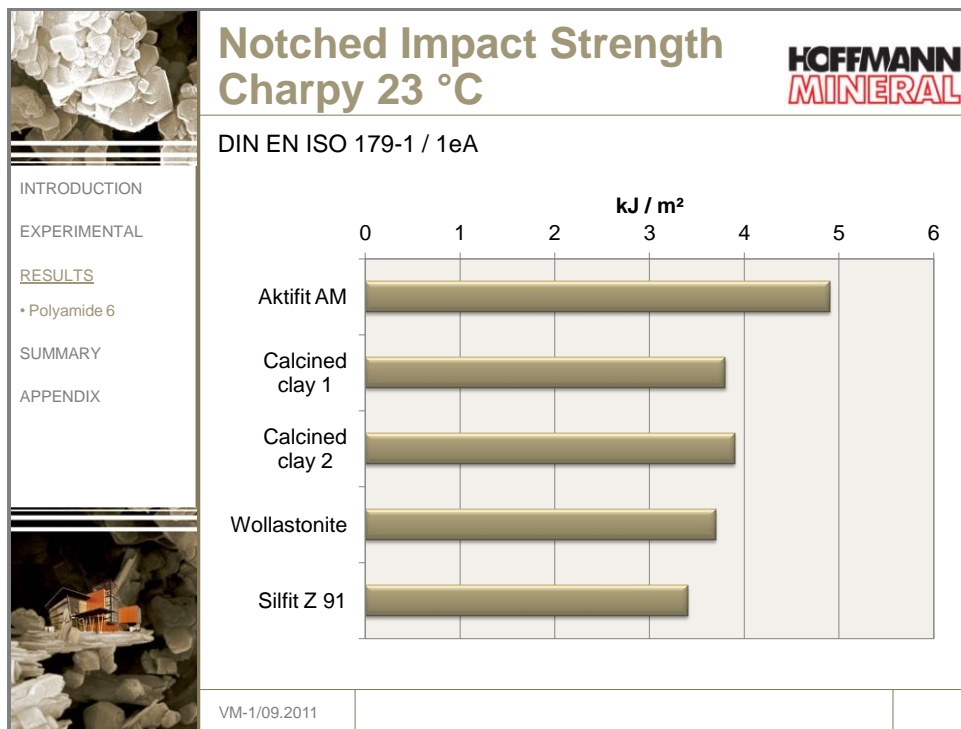 Notched Impact Strength
Charpy 23 °C
HOFFMANN
MINERAL
DIN EN ISO 179-1 / 1eA
INTRODUCTION
EXPERIMENTAL
RESULTS
• Polyamide 6
SUMMARY
APPENDIX
kJ / m²
0 1 2 3 4 5 6
Aktifit AM
Calcined
clay 1
Calcined
clay 2
Wollastonite
Silfit Z 91
VM-1/09.2011